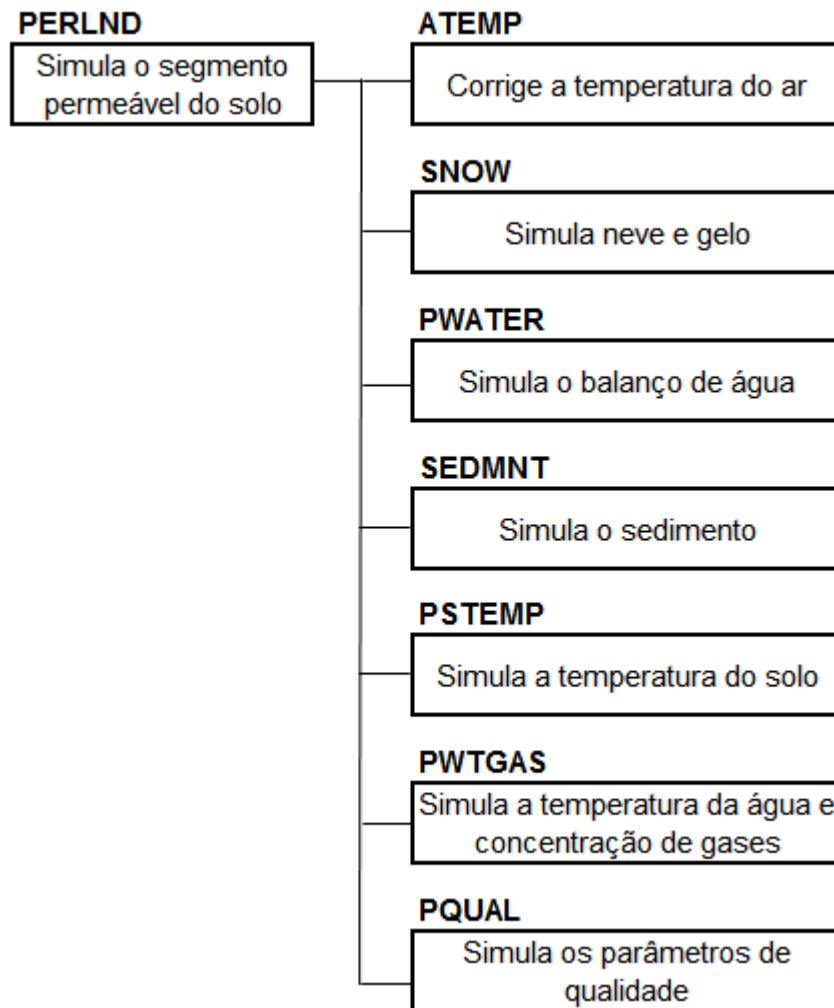 PERLND
Simula o segmento
permeável do solo
ATEMP
Corrige a temperatura do ar
SNOW
Simula neve e gelo
PWATER
Simula o balanço de água
SEDMNT
Simula o sedimento
PSTEMP
Simula a temperatura do solo
PWTGAS
Simula a temperatura da água e
concentração de gases
PQUAL
Simula os parâmetros de
qualidade